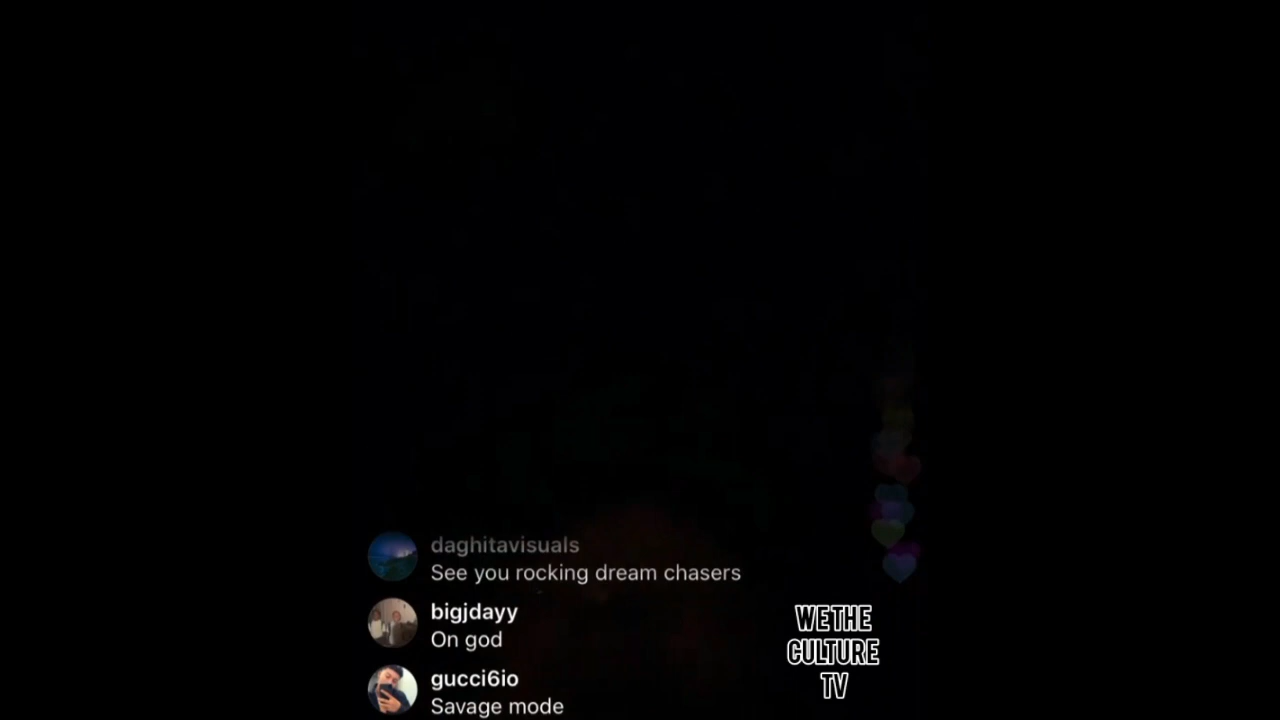 daghitavisuals
See you rocking dream chasers
bigjdayy
On god
gucci6io
Savage mode
WE THE
CULTURE
TV